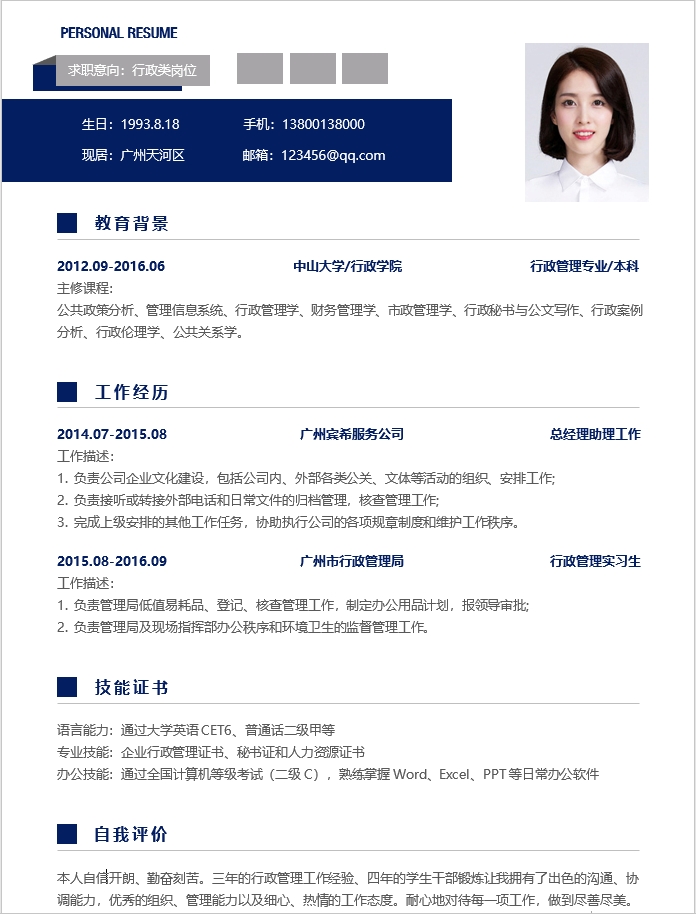 PERSONAL RESUME
求职意向：行政类岗位
生日：1993.8.18 手机：13800138000
现居：广州天河区 邮箱：123456@qq.com
教育背景
2012.09-2016.06 中山大学/行政学院 行政管理专业/本科
主修课程：
公共政策分析、管理信息系统、行政管理学、财务管理学、市政管理学、行政秘书与公文写作、行政案例
分析、行政伦理学、公共关系学。
工作经历
2014.07-2015.08 广州宾希服务公司 总经理助理工作
工作描述：
1. 负责公司企业文化建设，包括公司内、外部各类公关、文体等活动的组织、安排工作;
2. 负责接听或转接外部电话和日常文件的归档管理，核查管理工作;
3. 完成上级安排的其他工作任务，协助执行公司的各项规章制度和维护工作秩序。
2015.08-2016.09 广州市行政管理局 行政管理实习生
工作描述：
1. 负责管理局低值易耗品、登记、核查管理工作，制定办公用品计划，报领导审批;
2. 负责管理局及现场指挥部办公秩序和环境卫生的监督管理工作。
技能证书
语言能力：通过大学英语 CET6、普通话二级甲等
专业技能：企业行政管理证书、秘书证和人力资源证书
办公技能：通过全国计算机等级考试（二级 C），熟练掌握 Word、Excel、PPT 等日常办公软件
自我评价
本人自信开朗、勤奋刻苦。三年的行政管理工作经验、四年的学生干部锻炼让我拥有了出色的沟通、协
调能力，优秀的组织、管理能力以及细心、热情的工作态度。耐心地对待每一项工作，做到尽善尽美。